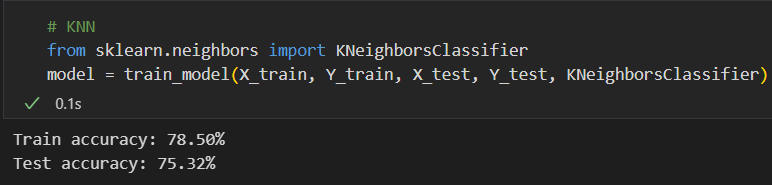 # KNN
from sklearn.neighbors import KNeighborsClassifier
model = train_model(X_train, Y_train, X_test, Y_test, KNeighborsClassifier)
0.1s
Train accuracy: 78.50%
Test accuracy: 75.32%